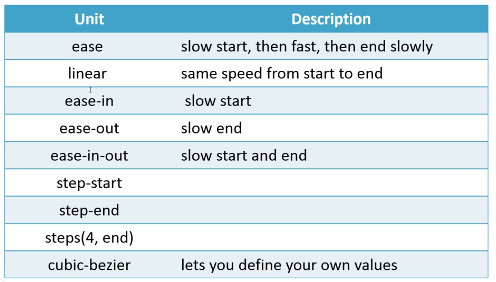 Unit Description
ease slow start, then fast, then end slowly
linear same speed from start to end
ease-in slow start
ease-out slow end
ease-in-out slow start and end
step-start
step-end
steps(4, end)
cubic-bezier lets you define your own values